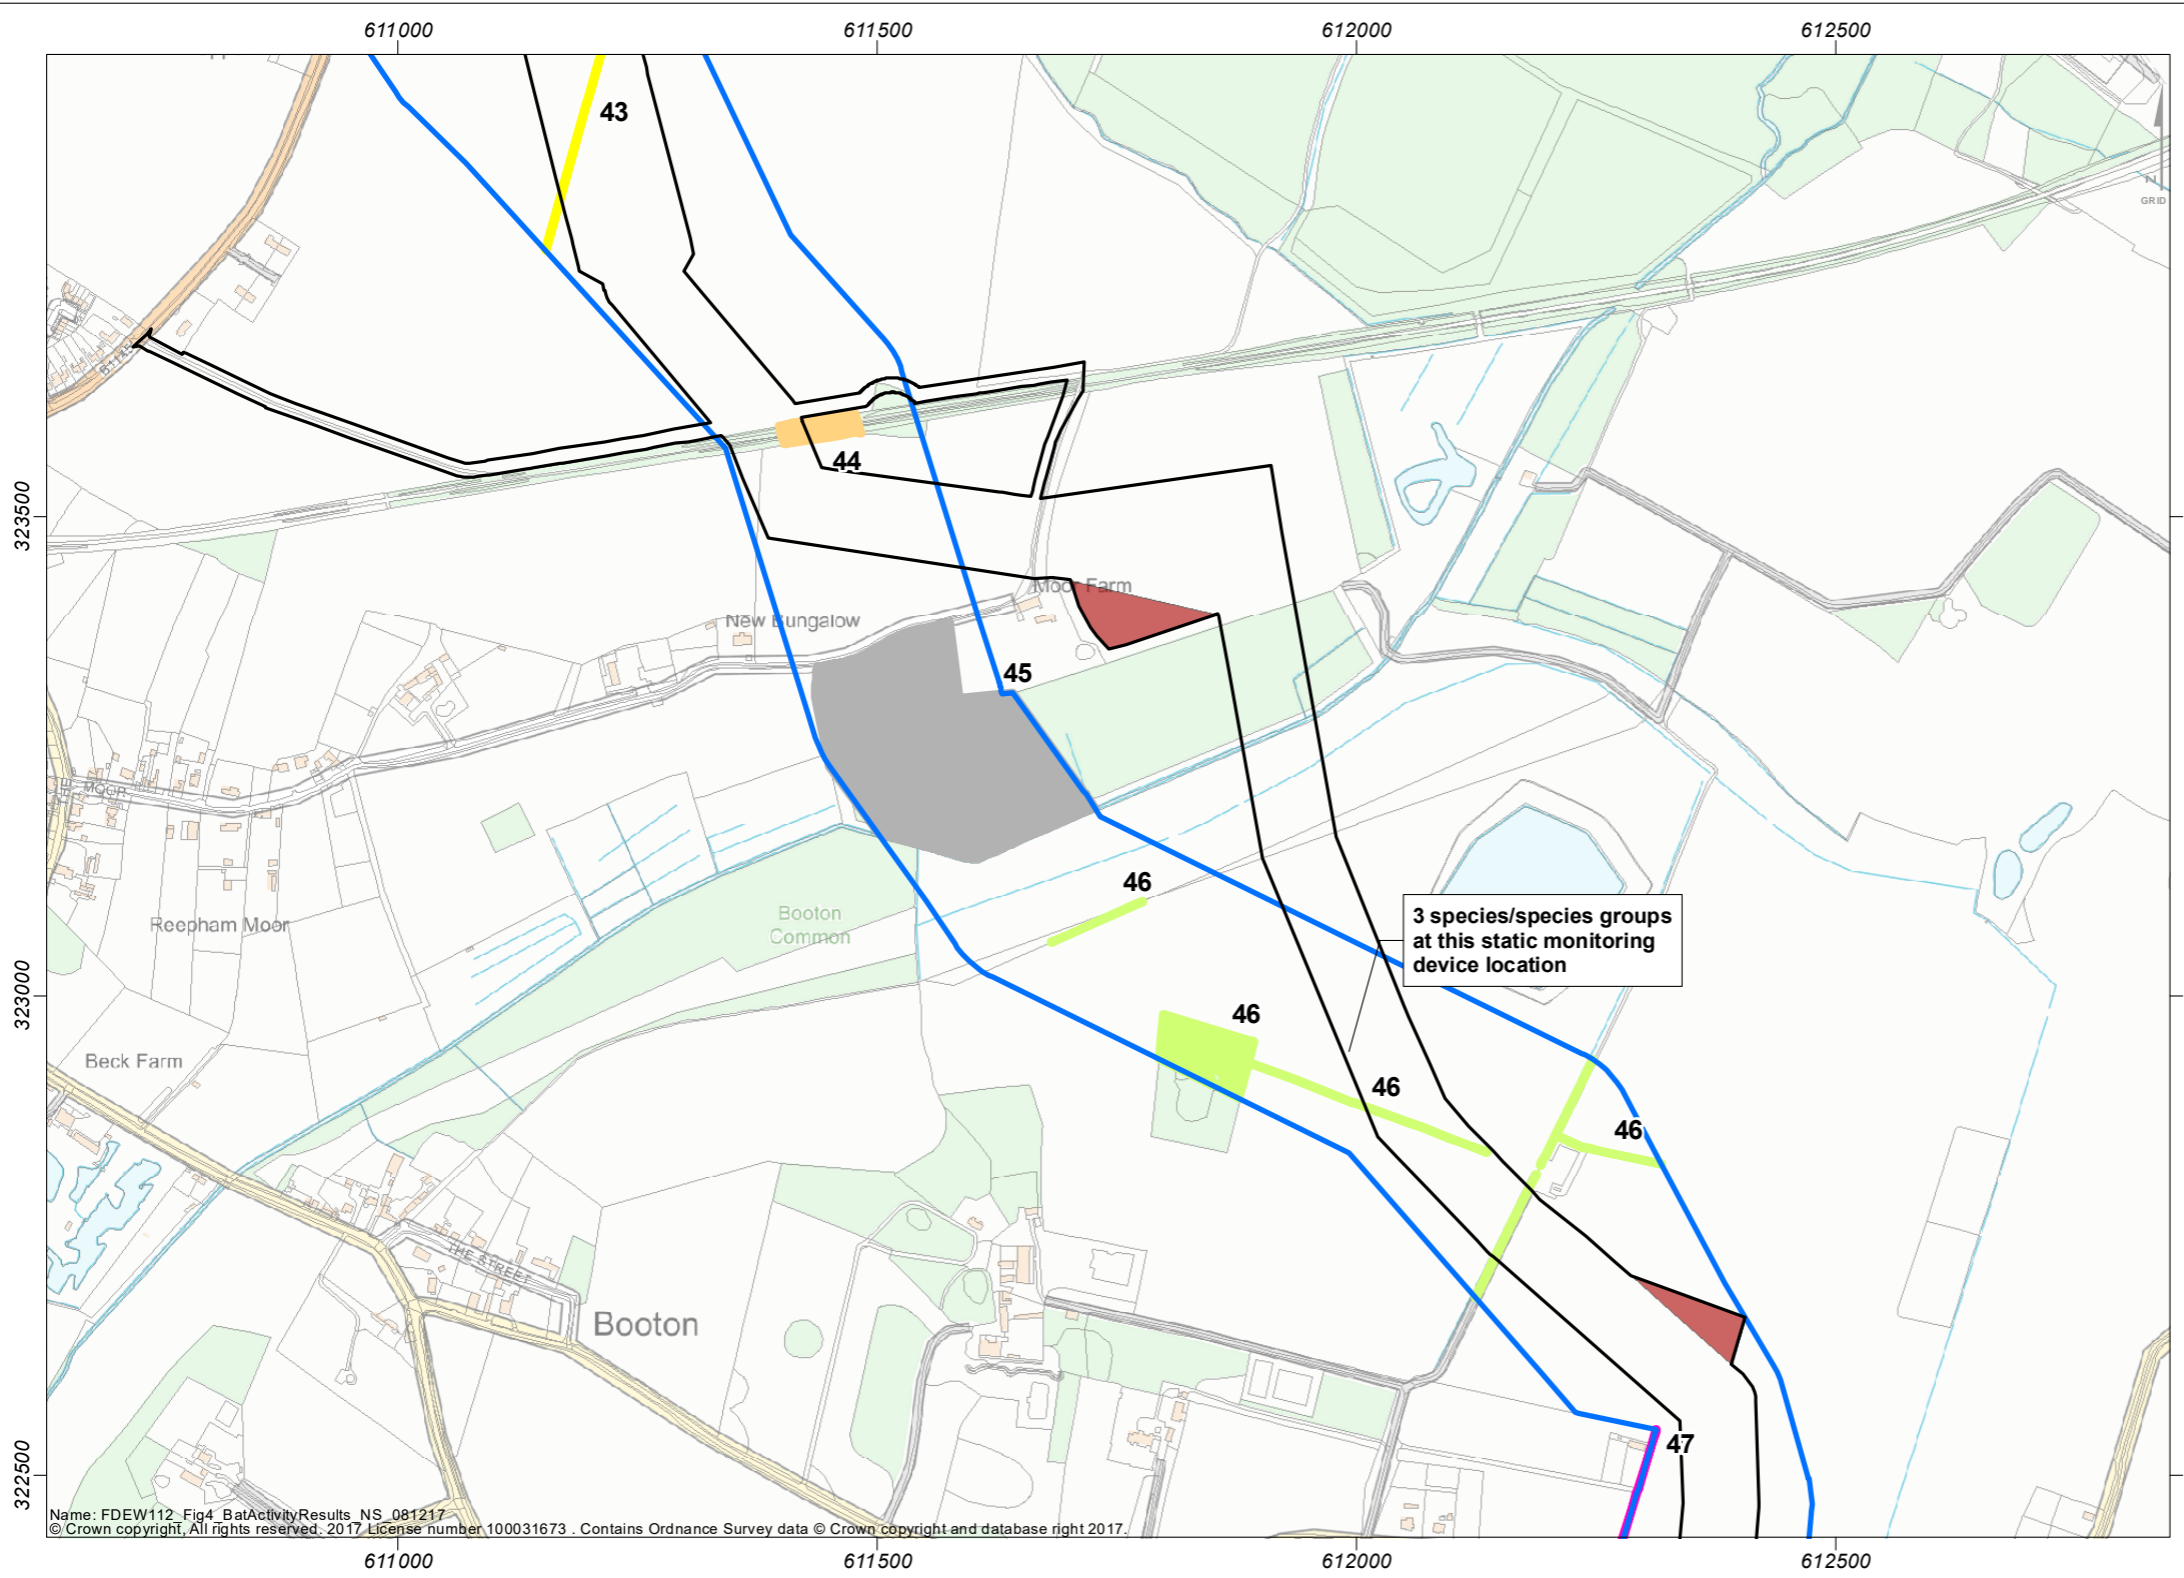 611000
611500
612000
612500
43
N
GRID
B1145
323500
44
Moor Farm
New Bungalow
45
MOOR
46
3 species/species groups
at this static monitoring
device location
Booton
Common
Reepham Moor
323000
46
Beck Farm
46
46
THE STREET
Booton
47
322500
Name: FDEW112_Fig4_BatActivityResults_NS_081217
© Crown copyright, All rights reserved. 2017 License number 100031673 . Contains Ordnance Survey data © Crown copyright and database right 2017.
611000
611500
612000
612500